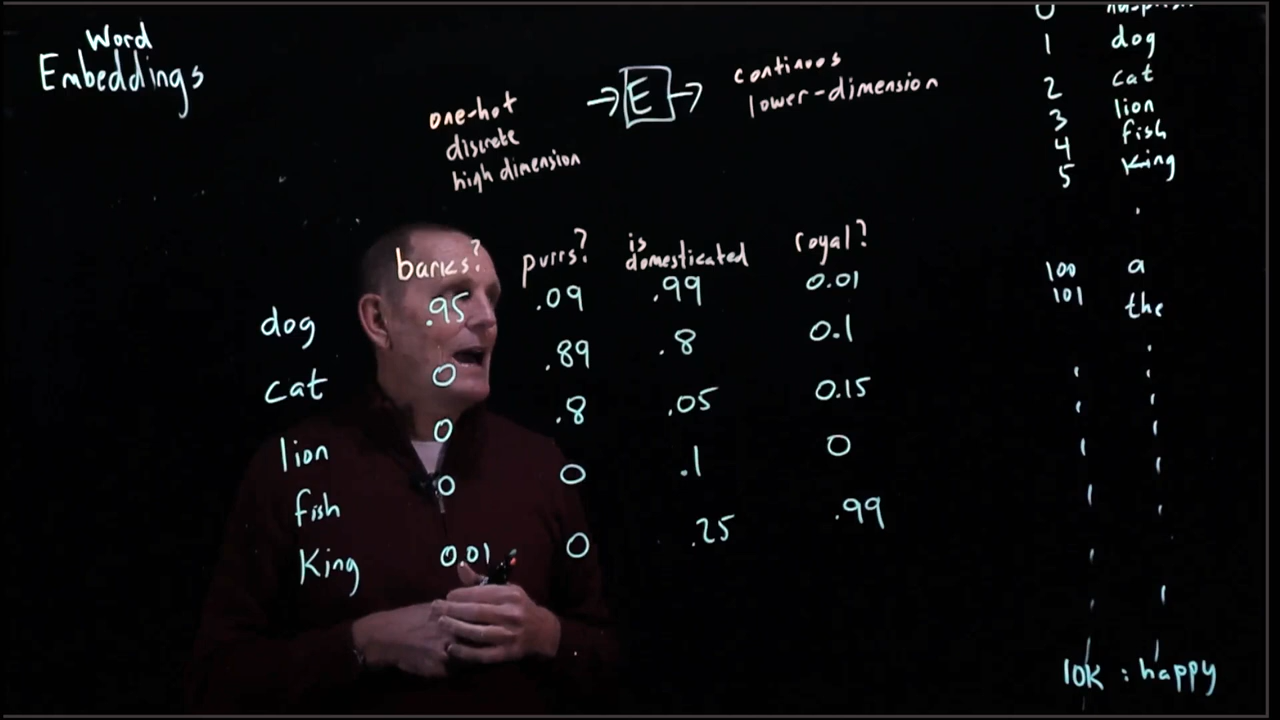 Word
Embeddings
one-hot
discrete
high dimension
E
continuos
lower-dimension
0
1 dog
2 cat
3 lion
4 fish
5 King
100 a
101 the
10K : happy
barks? purrs? is domesticated royal?
dog .95 .09 .99 0.01
cat 0 .89 .8 0.1
lion 0 .8 .05 0.15
fish 0 0 .1 0
King 0.01 0 .25 .99